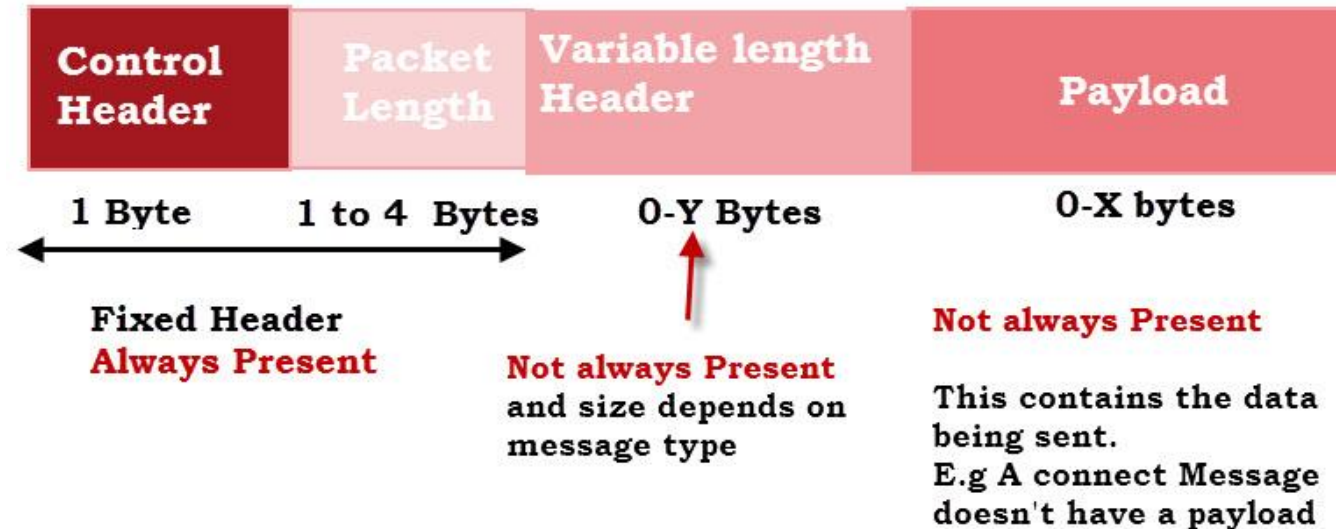 Control
Header
Packet
Length
Variable length
Header
Payload
1 Byte
1 to 4 Bytes
0-Y Bytes
0-X bytes
Fixed Header
Always Present
Not always Present
and size depends on
message type
Not always Present
This contains the data
being sent.
E.g A connect Message
doesn't have a payload